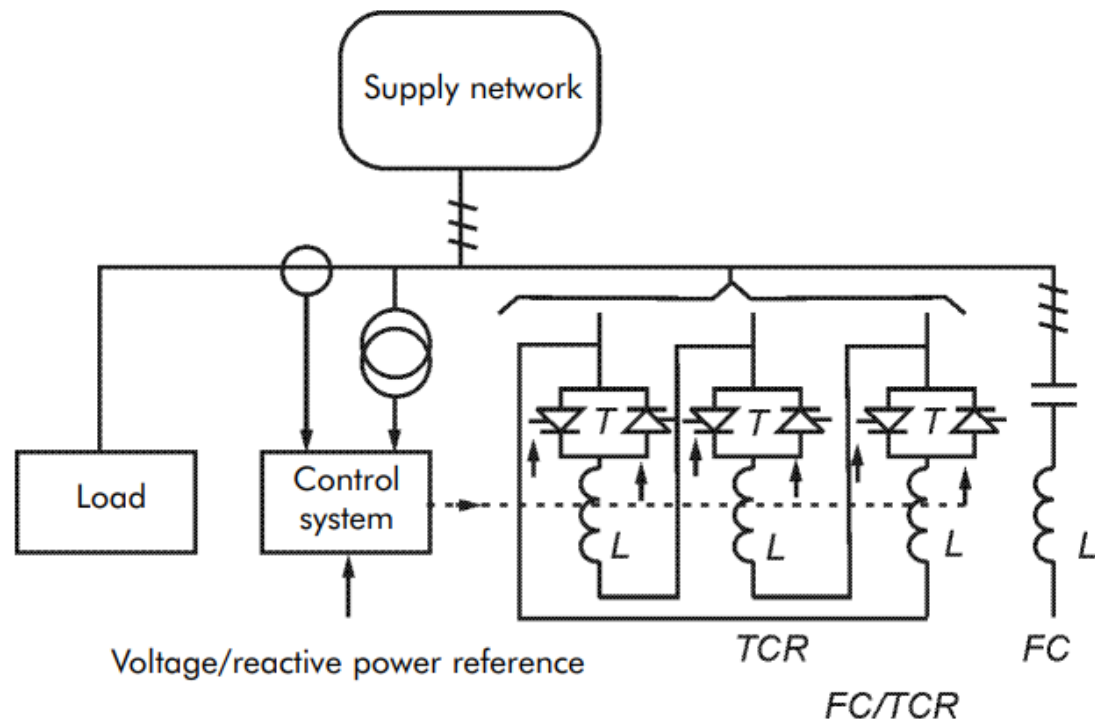 Supply network
T
T
T
Load
Control
system
L
L
L
L
Voltage/reactive power reference
TCR
FC
FC/TCR